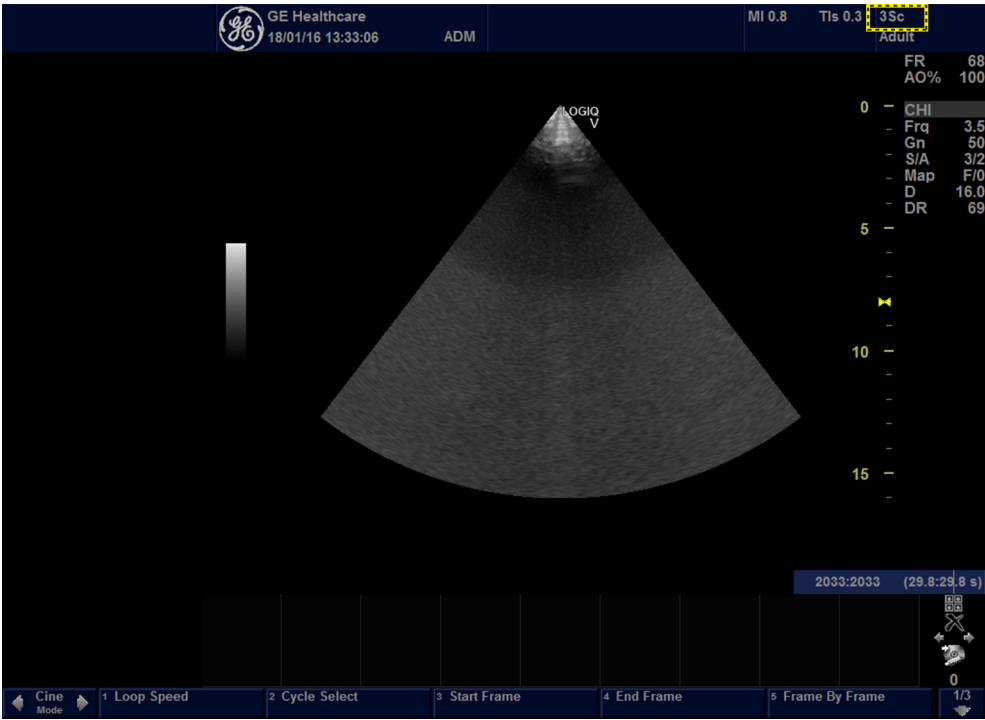 GE Healthcare
18/01/16 13:33:06
ADM
MI 0.8
TIs 0.3
3Sc
Adult
FR 68
AO% 100
CHI
Frq 3.5
Gn 50
S/A 3/2
Map F/0
D 16.0
DR 69
LOGIQ
V
0
5
10
15
2033:2033 (29.8:29.8 s)
0
Cine
Mode
1 Loop Speed
2 Cycle Select
3 Start Frame
4 End Frame
5 Frame By Frame
1/3